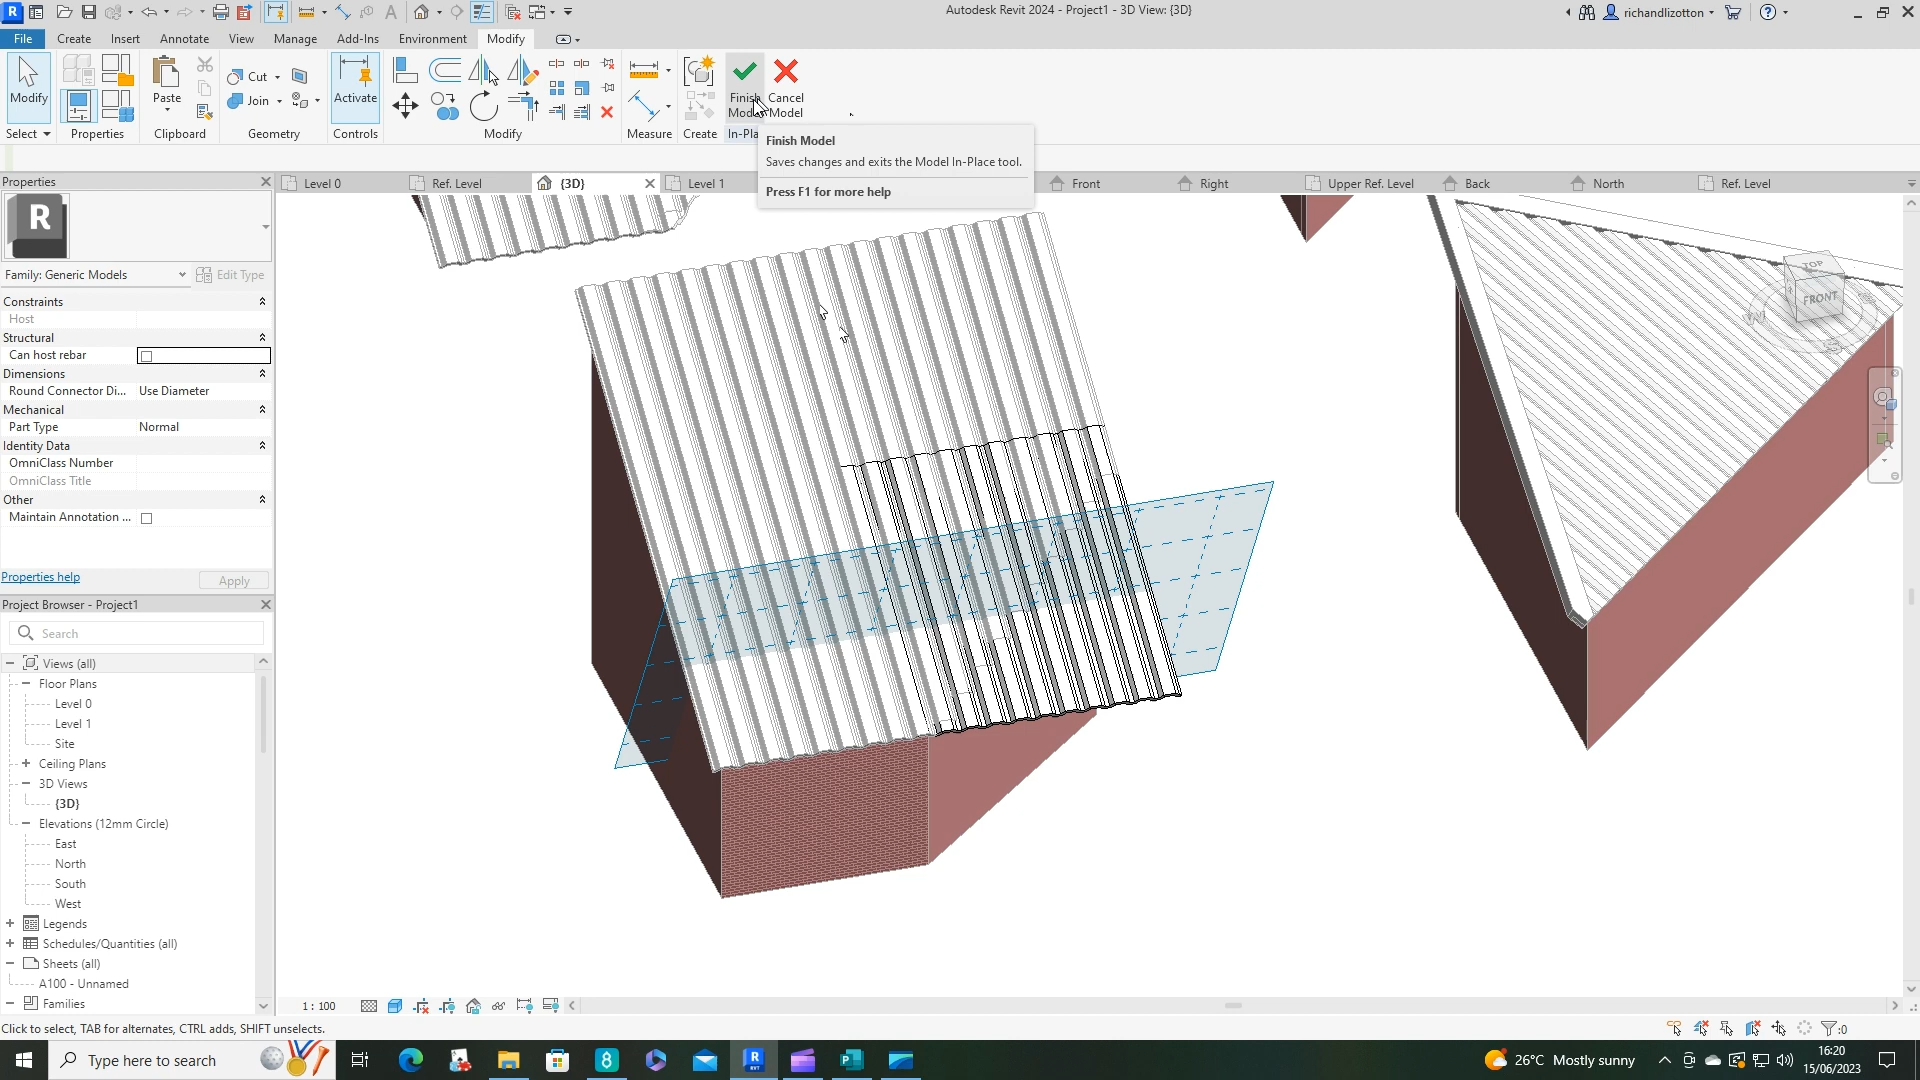 R
Autodesk Revit 2024 - Project1 - 3D View: {3D}
richandlizotton
File
Create
Insert
Annotate
View
Manage
Add-Ins
Environment
Modify
Modify
Select
Properties
Paste
Clipboard
Cut
Join
Geometry
Activate
Controls
Modify
Measure
Create
Finish
Model
Cancel
Model
In-Pla
Finish Model
Saves changes and exits the Model In-Place tool.
Press F1 for more help
Properties
R
Family: Generic Models
Edit Type
Constraints
Host
Structural
Can host rebar
Dimensions
Round Connector Di...
Use Diameter
Mechanical
Part Type
Normal
Identity Data
OmniClass Number
OmniClass Title
Other
Maintain Annotation ...
Properties help
Apply
Project Browser - Project1
Search
Views (all)
Floor Plans
Level 0
Level 1
Site
Ceiling Plans
3D Views
{3D}
Elevations (12mm Circle)
East
North
South
West
Legends
Schedules/Quantities (all)
Sheets (all)
A100 - Unnamed
Families
Level 0
Ref. Level
{3D}
Level 1
Front
Right
Upper Ref. Level
Back
North
Ref. Level
TOP
FRONT
W
S
1 : 100
Click to select, TAB for alternates, CTRL adds, SHIFT unselects.
:0
Type here to search
26°C Mostly sunny
16:20
15/06/2023